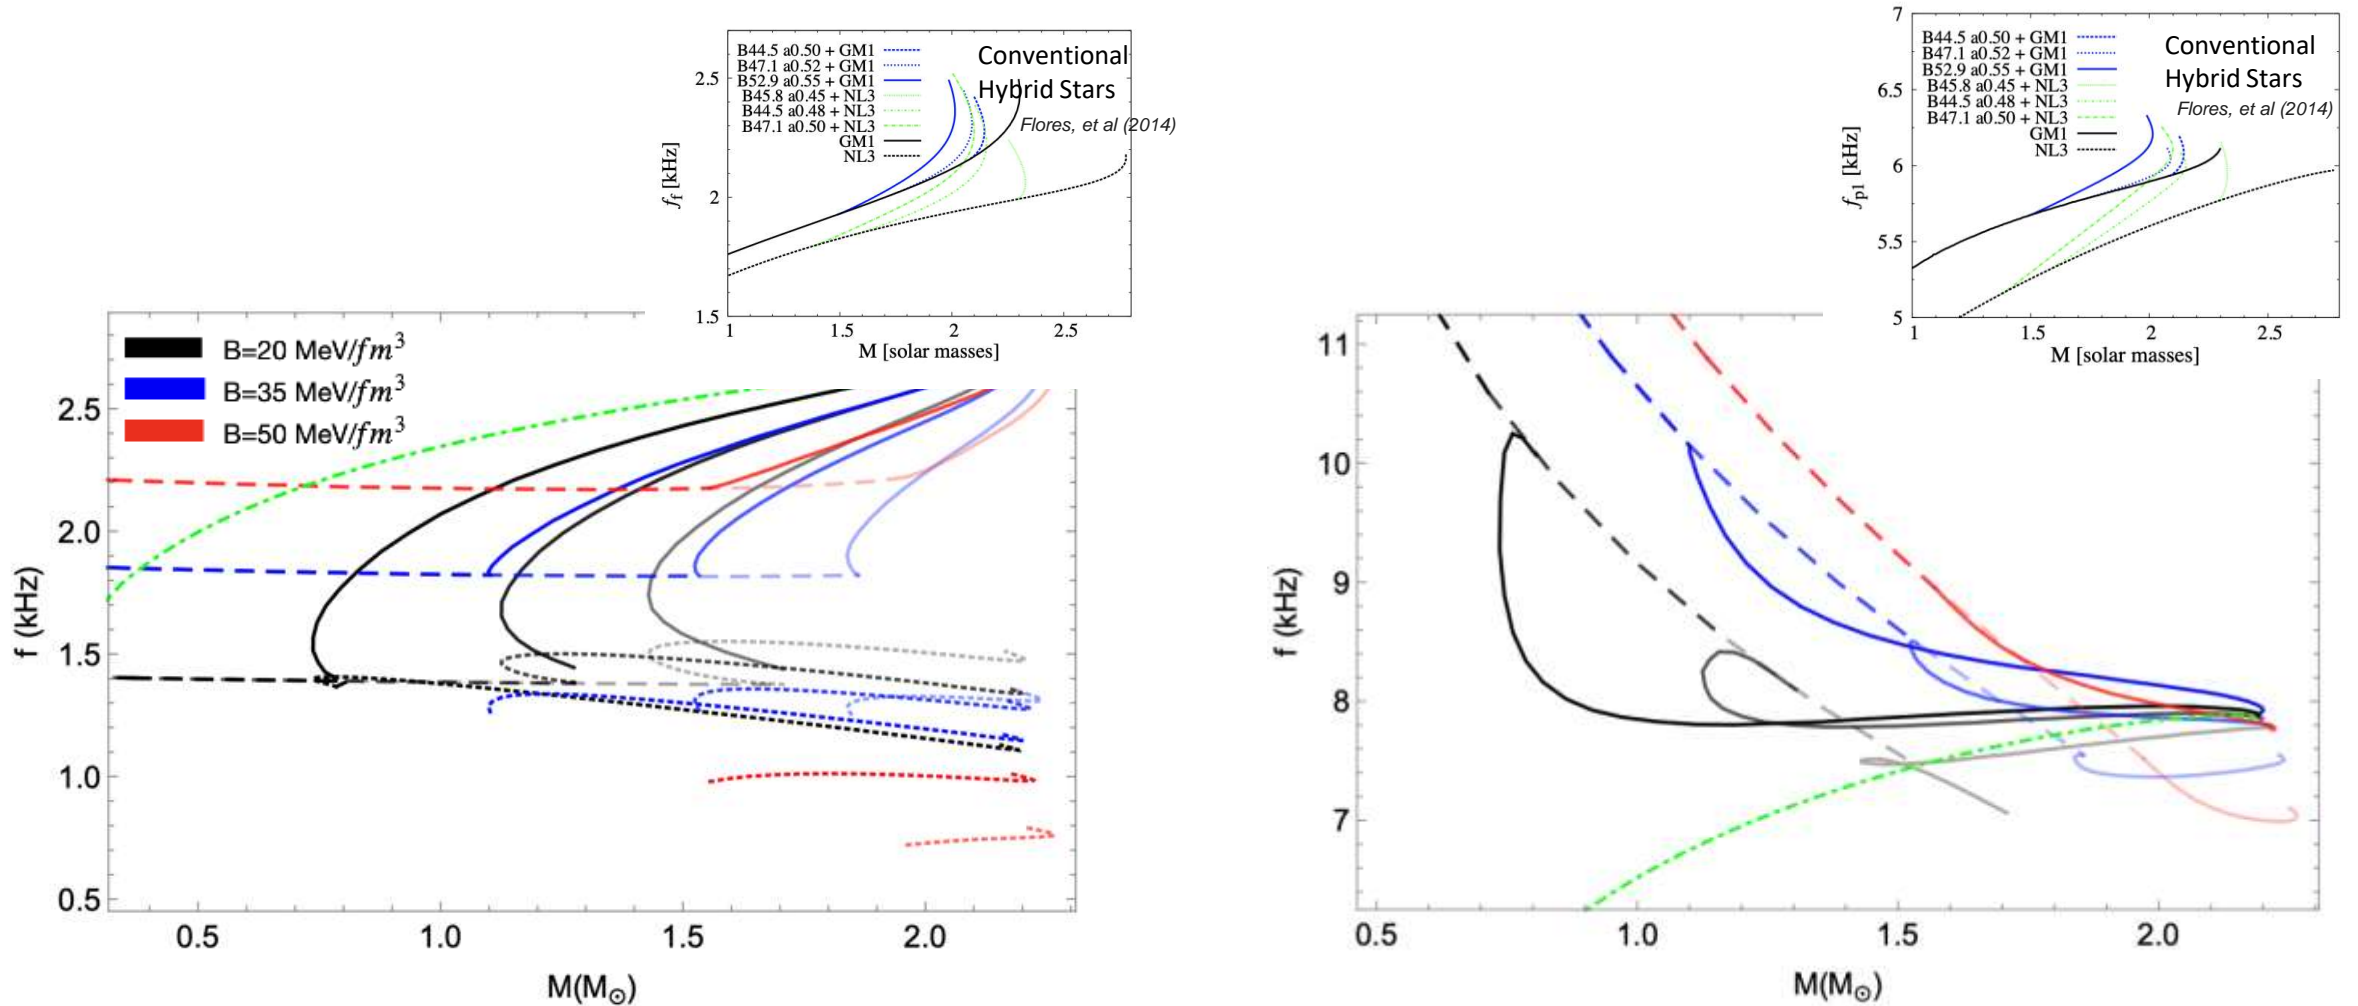 B44.5 a0.50 + GM1
B47.1 a0.52 + GM1
B52.9 a0.55 + GM1
B45.8 a0.45 + NL3
B44.5 a0.48 + NL3
B47.1 a0.50 + NL3
GM1
NL3
Conventional
Hybrid Stars
Flores, et al (2014)
2.5
2
1.5
f_f [kHz]
1
1.5
2
2.5
M [solar masses]
B=20 MeV/fm³
B=35 MeV/fm³
B=50 MeV/fm³
2.5
2.0
1.5
1.0
0.5
f (kHz)
0.5
1.0
1.5
2.0
M(M☉)
B44.5 a0.50 + GM1
B47.1 a0.52 + GM1
B52.9 a0.55 + GM1
B45.8 a0.45 + NL3
B44.5 a0.48 + NL3
B47.1 a0.50 + NL3
GM1
NL3
Conventional
Hybrid Stars
Flores, et al (2014)
7
6.5
6
5.5
5
f_p1 [kHz]
1
1.5
2
2.5
M [solar masses]
11
10
9
8
7
f (kHz)
0.5
1.0
1.5
2.0
M(M☉)